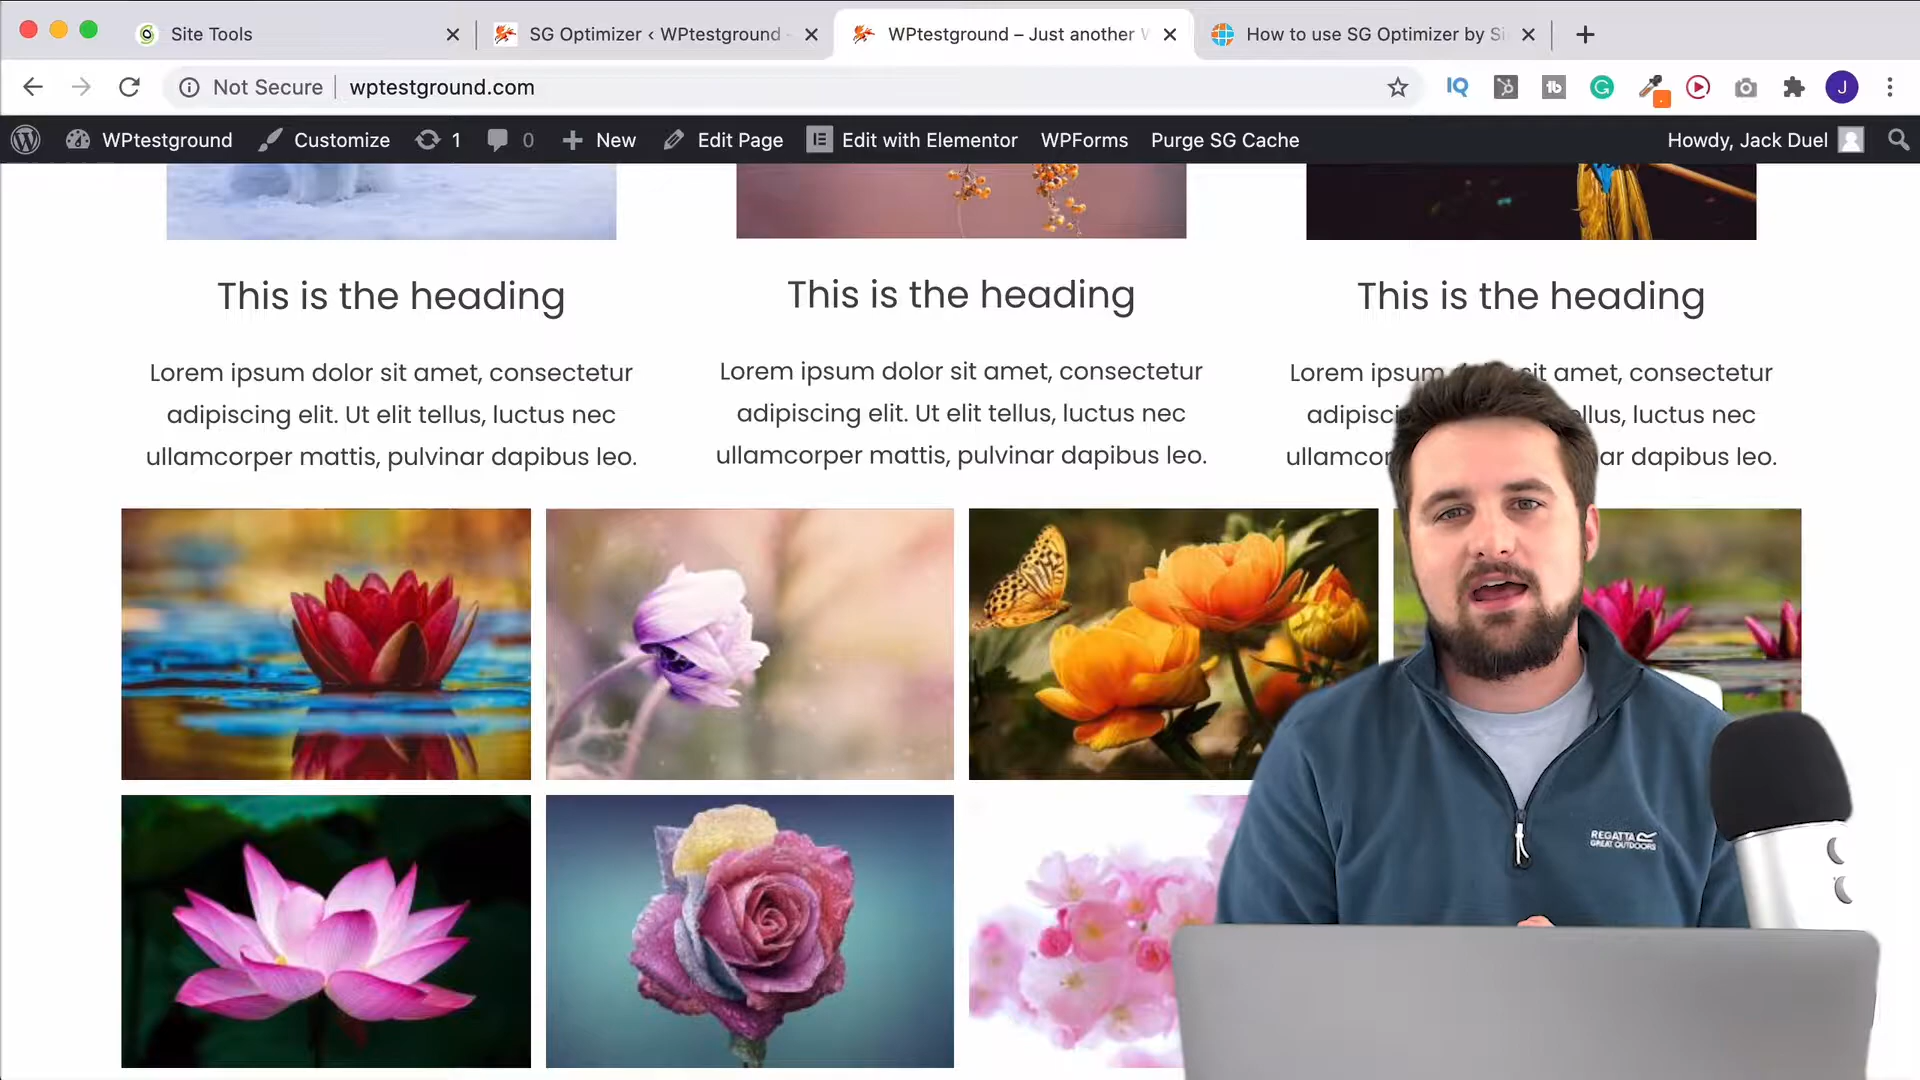 Site Tools
SG Optimizer ‹ WPtestground
WPtestground – Just another
How to use SG Optimizer by
Not Secure
wptestground.com
IQ
tb
G
J
WPtestground
Customize
1
0
New
Edit Page
Edit with Elementor
WPForms
Purge SG Cache
Howdy, Jack Duel
This is the heading
Lorem ipsum dolor sit amet, consectetur
adipiscing elit. Ut elit tellus, luctus nec
ullamcorper mattis, pulvinar dapibus leo.
This is the heading
Lorem ipsum dolor sit amet, consectetur
adipiscing elit. Ut elit tellus, luctus nec
ullamcorper mattis, pulvinar dapibus leo.
This is the heading
Lorem ipsum sit amet, consectetur
luctus nec
dapibus leo.
REGATTA
GREAT OUTDOORS